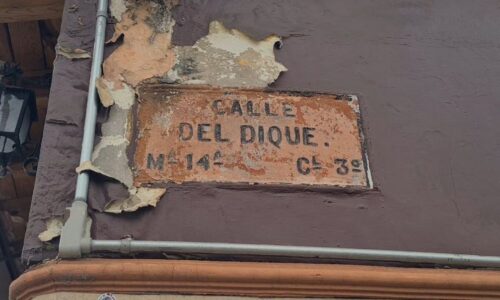 CALLE
DEL DIQUE.
Mª 14ª Cˡ 3º